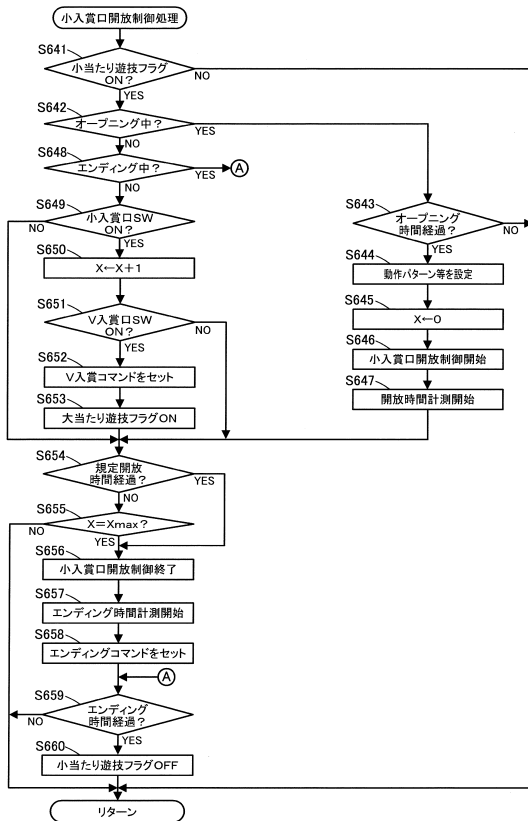 小入賞口開放制御処理
S641
小当たり遊技フラグ
ON?
NO
YES
S642
オープニング中?
YES
NO
S648
エンディング中?
YES
A
NO
S649
小入賞口SW
ON?
NO
YES
S650
X←X+1
S651
V入賞口SW
ON?
NO
YES
S652
V入賞コマンドをセット
S653
大当たり遊技フラグON
S643
オープニング
時間経過?
NO
YES
S644
動作パターン等を設定
S645
X←0
S646
小入賞口開放制御開始
S647
開放時間計測開始
S654
規定開放
時間経過?
YES
NO
S655
X=Xmax?
NO
YES
S656
小入賞口開放制御終了
S657
エンディング時間計測開始
S658
エンディングコマンドをセット
A
S659
エンディング
時間経過?
NO
YES
S660
小当たり遊技フラグOFF
リターン